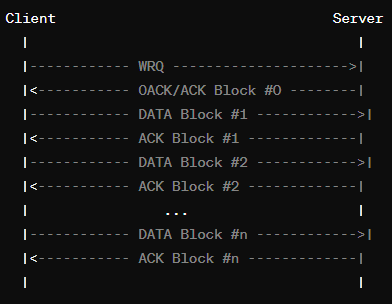 Client Server
| |
|------------ WRQ --------------------->|
|<------------ OACK/ACK Block #0 --------|
|------------ DATA Block #1 ------------>|
|<------------ ACK Block #1 -------------|
|------------ DATA Block #2 ------------>|
|<------------ ACK Block #2 -------------|
| ... |
|------------ DATA Block #n ------------>|
|<------------ ACK Block #n -------------|
| |